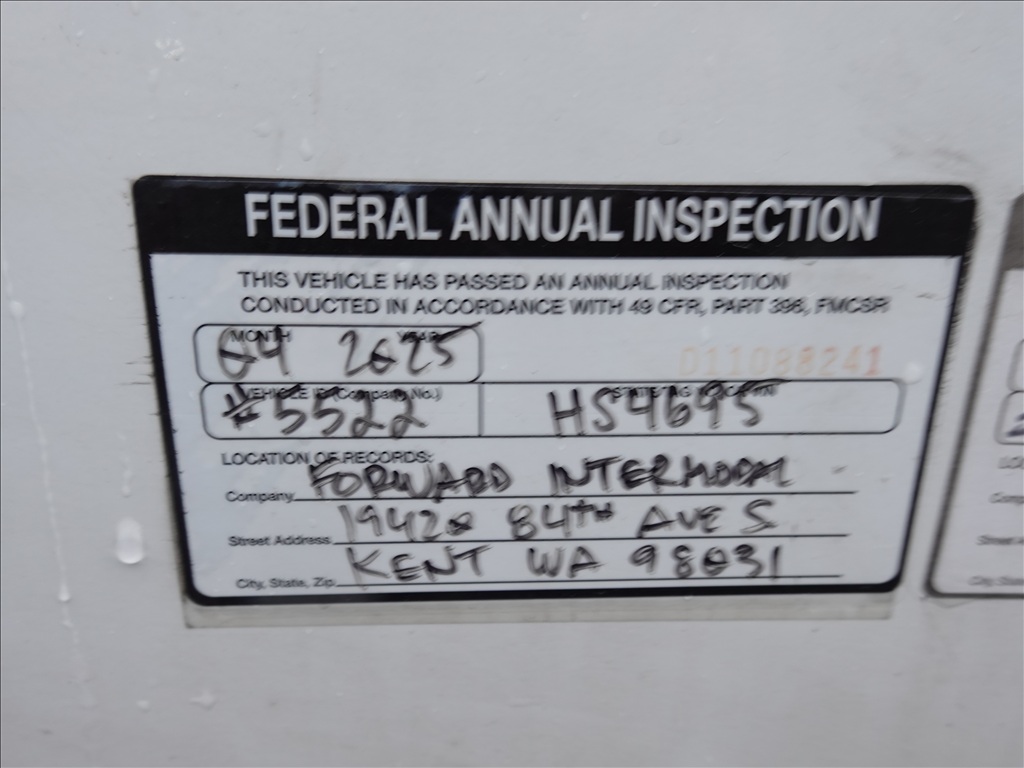 FEDERAL ANNUAL INSPECTION
THIS VEHICLE HAS PASSED AN ANNUAL INSPECTION
CONDUCTED IN ACCORDANCE WITH 49 CFR, PART 396, FMCSR
MONTH YEAR
04 2025
D11088241
VEHICLE ID (Company No.)
#5522
HS4695
LOCATION OF RECORDS:
Company FORWARD INTERMODAL
Street Address 19420 84TH AVE S
City, State, Zip KENT WA 98031